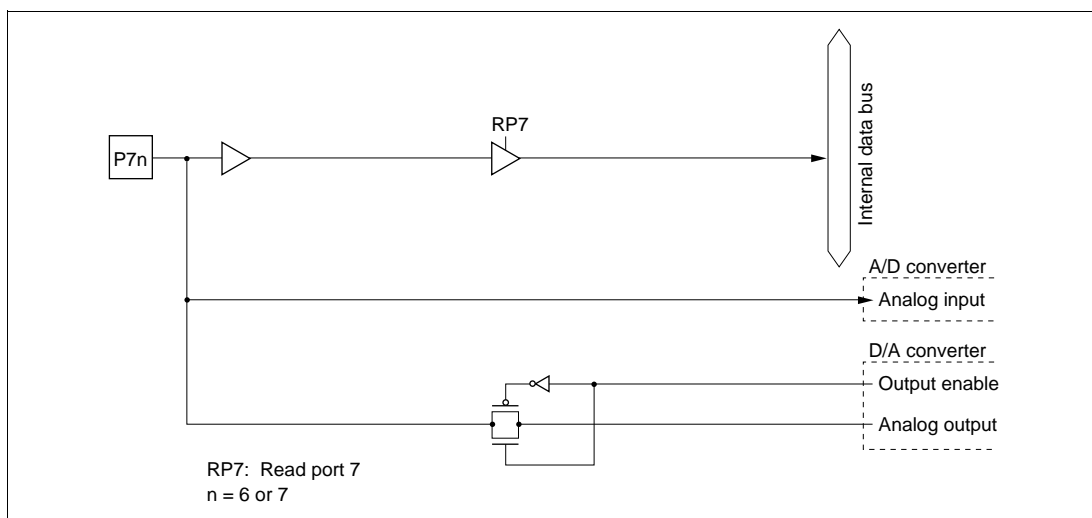 RP7
P7n
Internal data bus
A/D converter
Analog input
D/A converter
Output enable
Analog output
RP7: Read port 7
n = 6 or 7